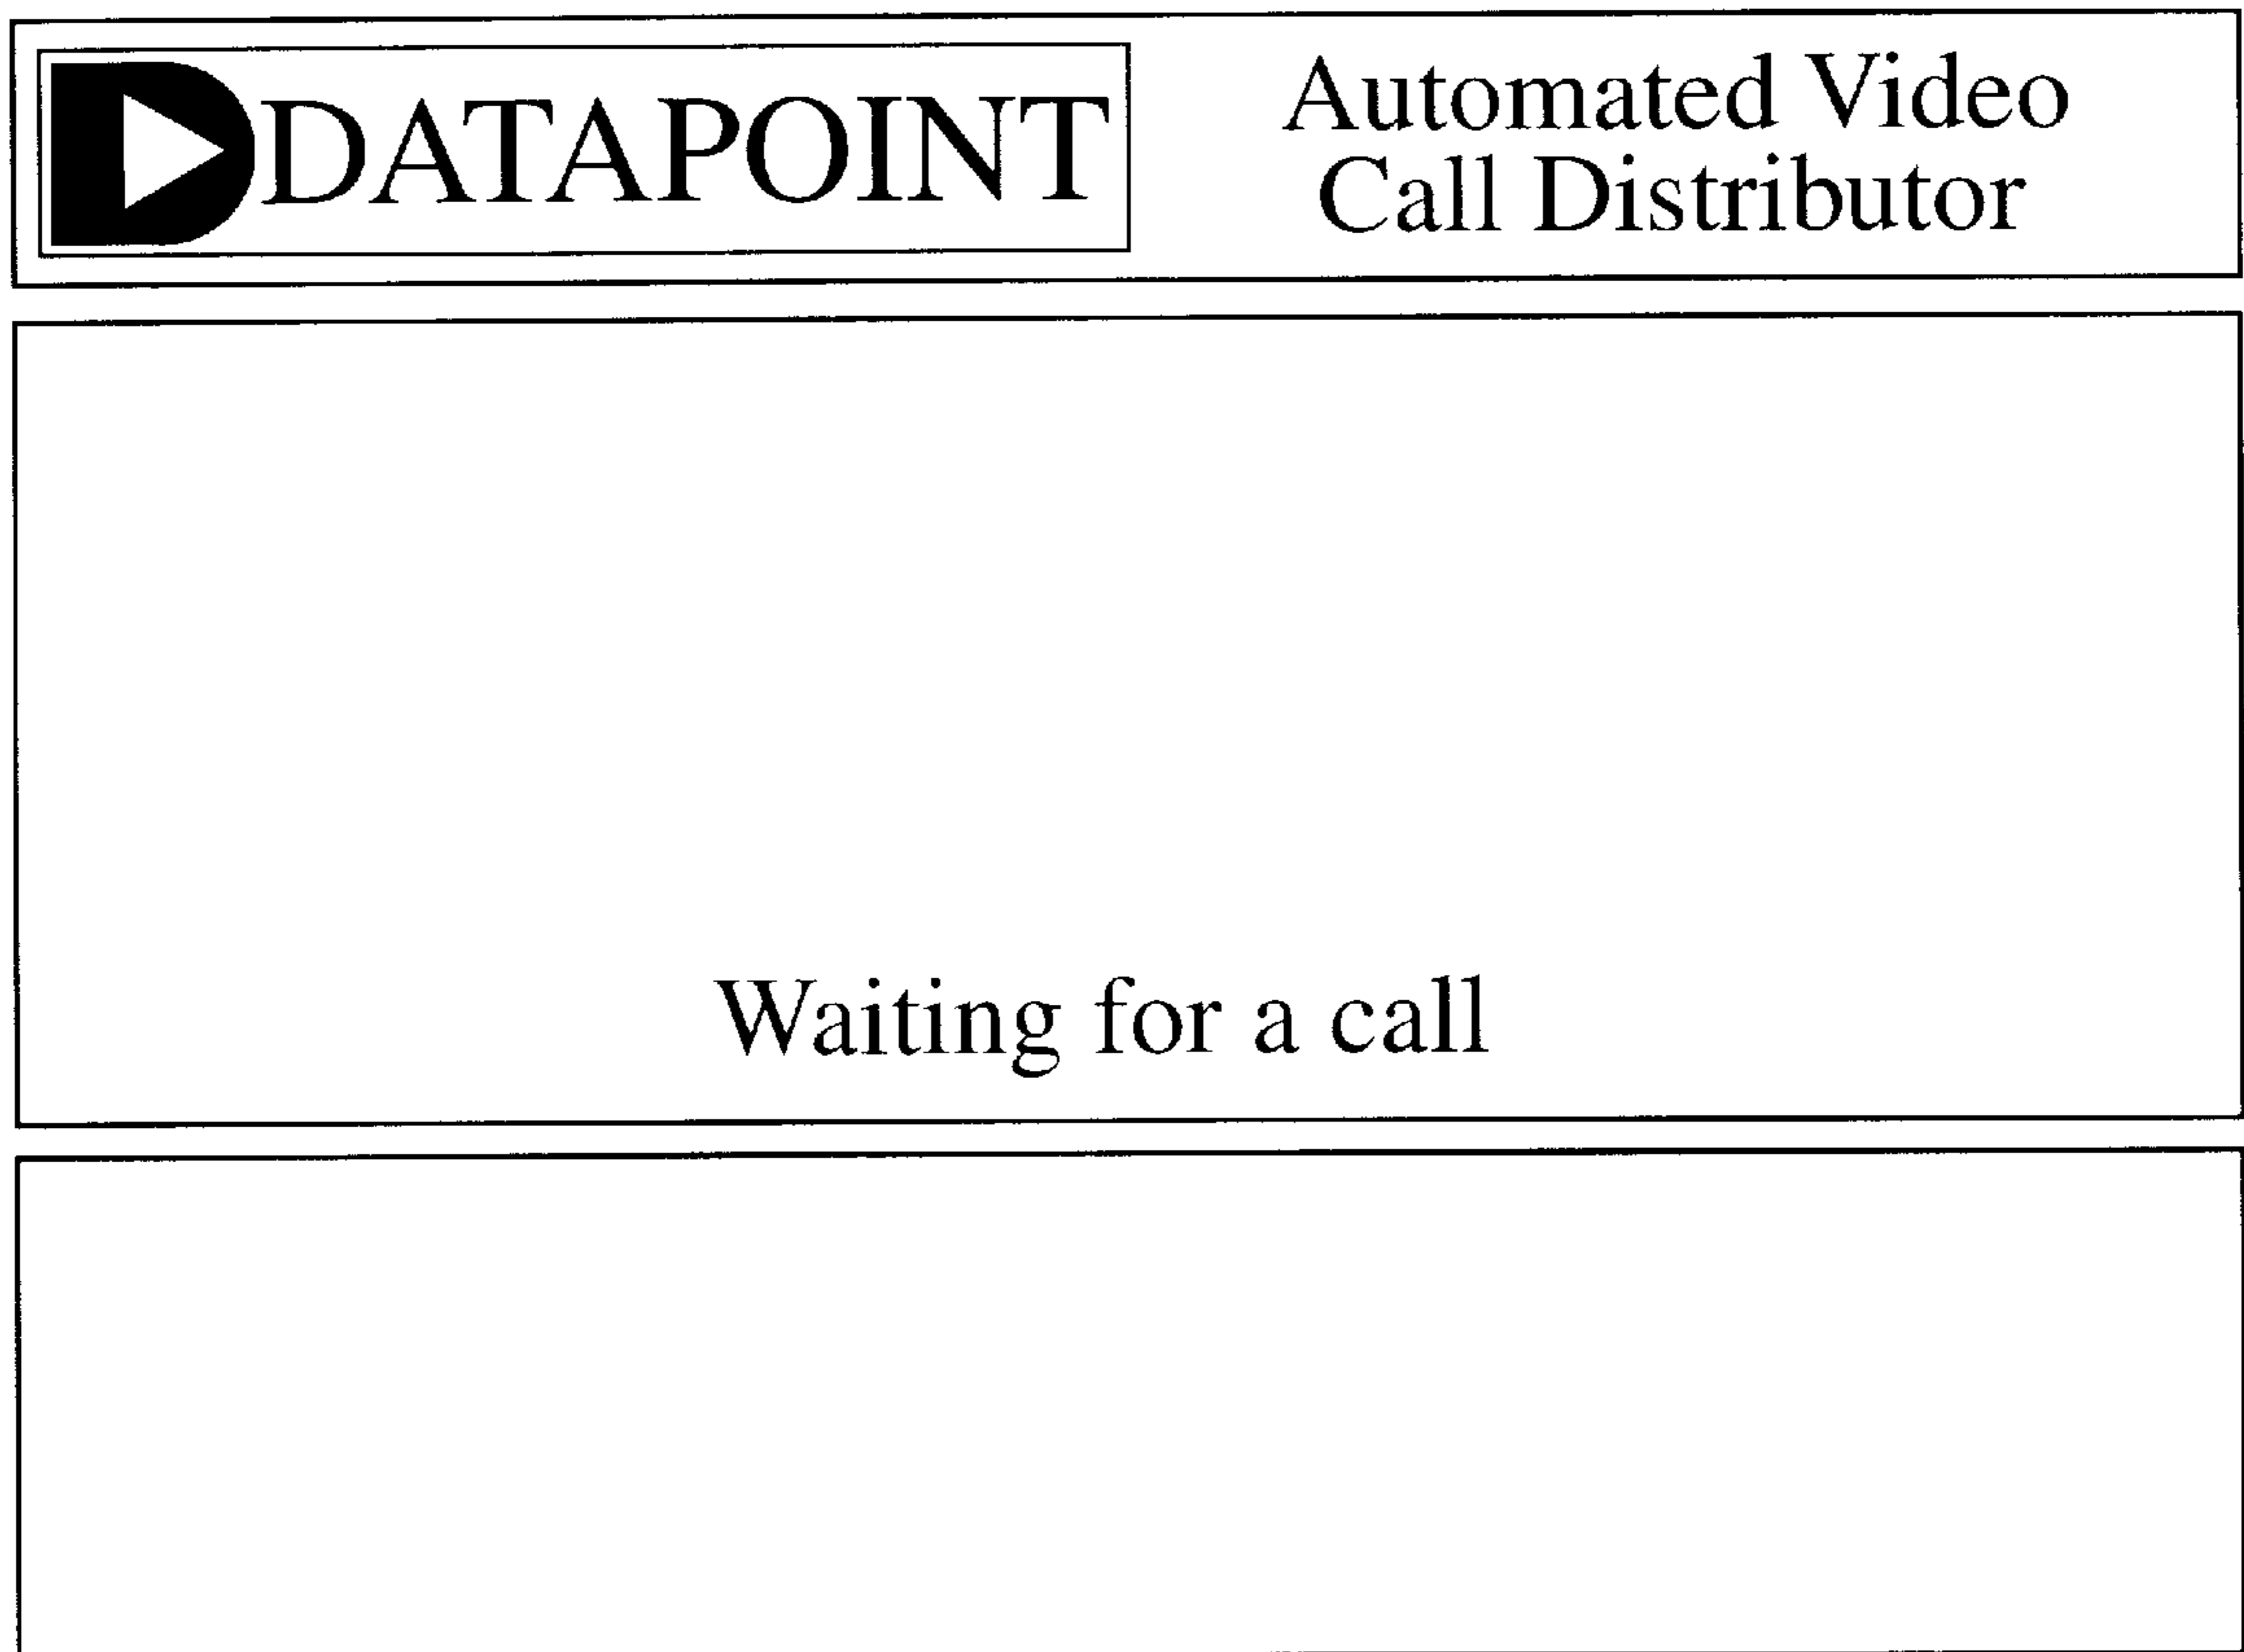 DATAPOINT
Automated Video
Call Distributor
Waiting for a call